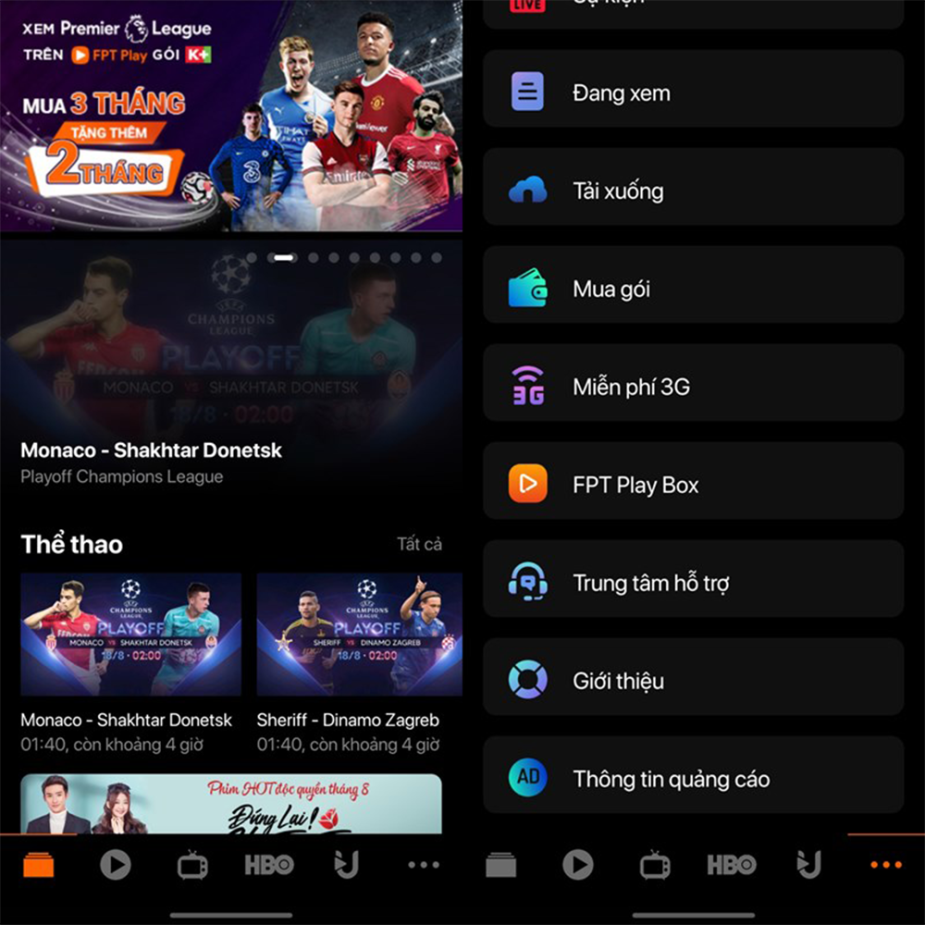 XEM Premier League
TRÊN FPT Play GÓI K+
MUA 3 THÁNG
TẶNG THÊM
2 THÁNG
3
Emirates
CHAMPIONS
LEAGUE
PLAYOFF
MONACO VS SHAKHTAR DONETSK
18/8 • 02:00
Monaco - Shakhtar Donetsk
Playoff Champions League
Thể thao
Tất cả
CHAMPIONS
LEAGUE
PLAYOFF
MONACO VS SHAKHTAR DONETSK
18/8 • 02:00
CHAMPIONS
LEAGUE
PLAYOFF
SHERIFF VS DINAMO ZAGREB
18/8 • 02:00
Monaco - Shakhtar Donetsk
01:40, còn khoảng 4 giờ
Sheriff - Dinamo Zagreb
01:40, còn khoảng 4 giờ
Phim HOT độc quyền tháng 8
Đứng Lại!
HBO
LIVE
Sự kiện
Đang xem
Tải xuống
Mua gói
3G
Miễn phí 3G
FPT Play Box
Trung tâm hỗ trợ
Giới thiệu
AD
Thông tin quảng cáo
HBO